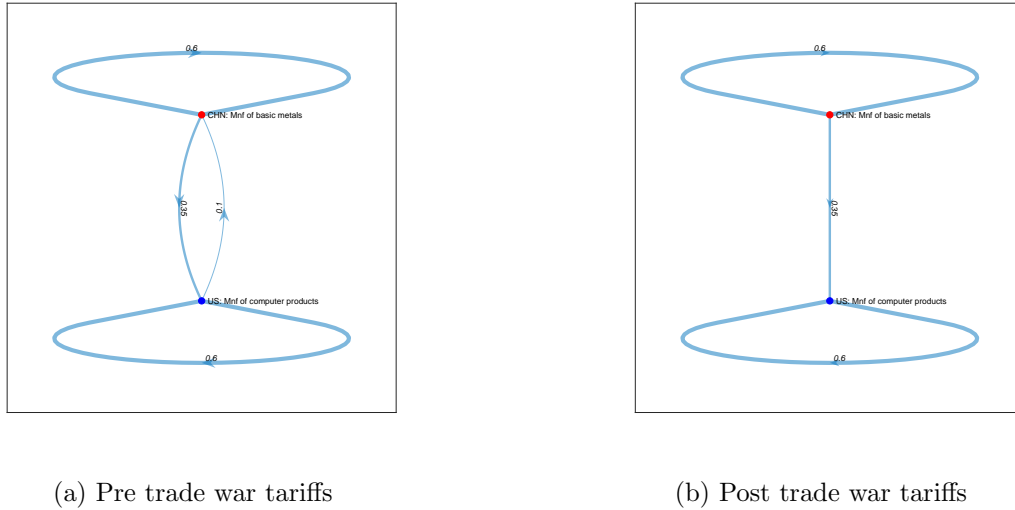 0.6
CHN: Mnf of basic metals
0.35
0.1
US: Mnf of computer products
0.6
(a) Pre trade war tariffs
0.6
CHN: Mnf of basic metals
0.35
US: Mnf of computer products
0.6
(b) Post trade war tariffs